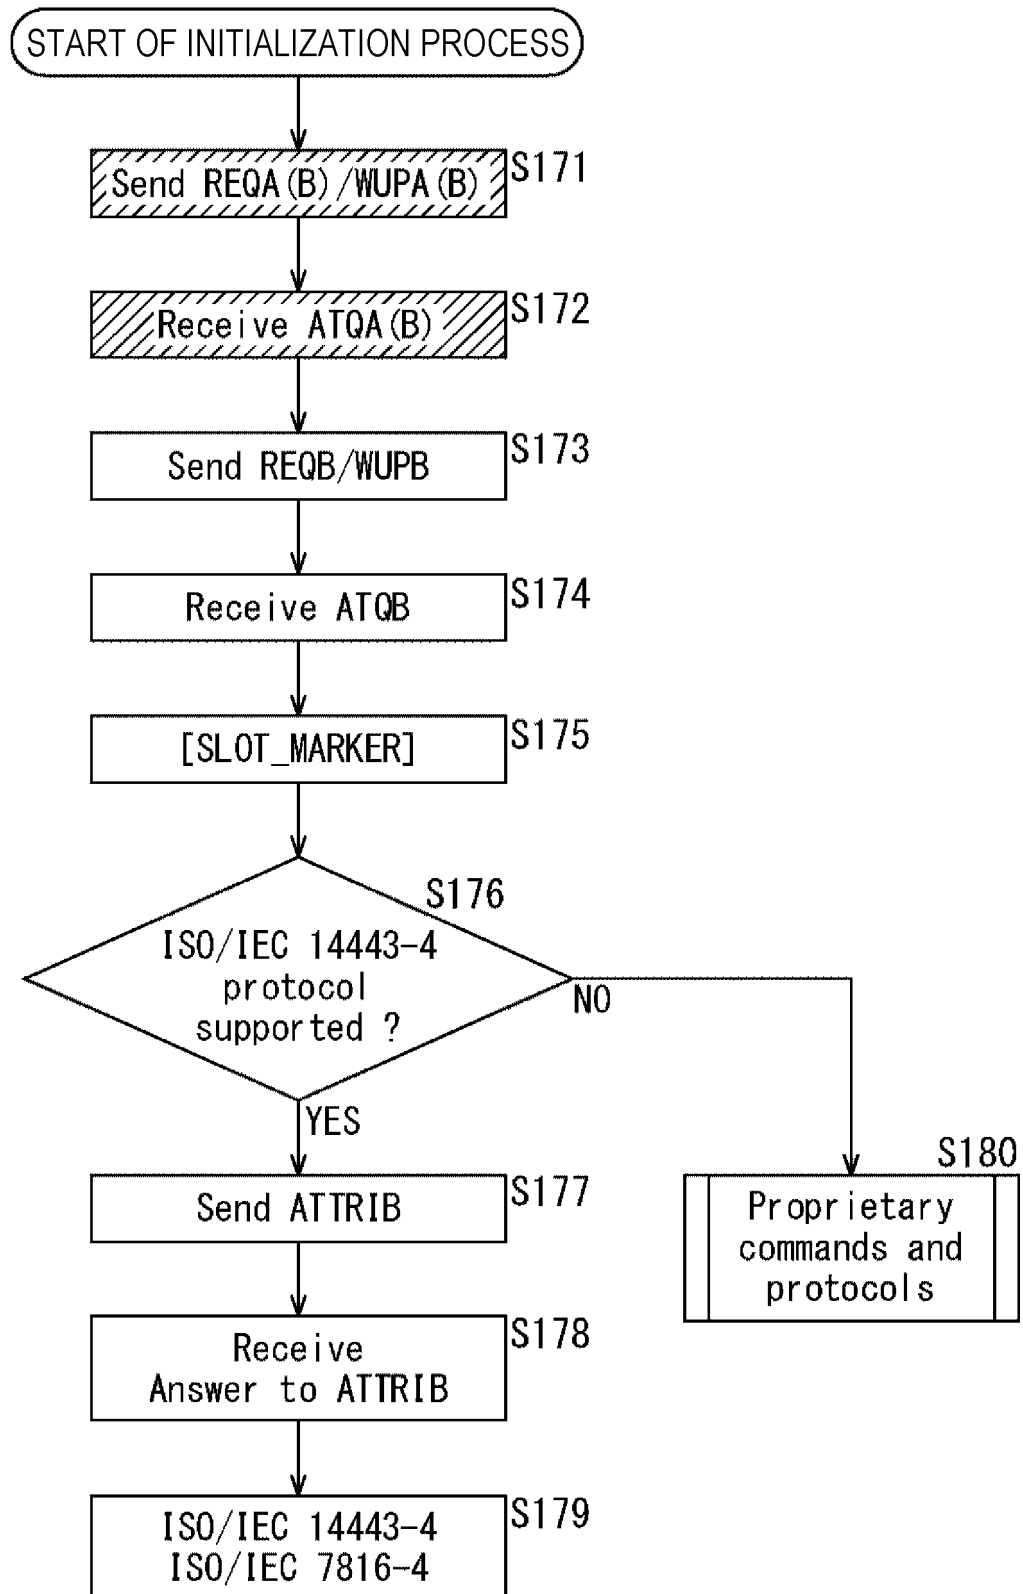 START OF INITIALIZATION PROCESS
S171
Send REQA(B)/WUPA(B)
S172
Receive ATQA(B)
S173
Send REQB/WUPB
S174
Receive ATQB
S175
[SLOT_MARKER]
S176
ISO/IEC 14443-4
protocol
supported ?
NO
YES
S177
Send ATTRIB
S180
Proprietary
commands and
protocols
S178
Receive
Answer to ATTRIB
S179
ISO/IEC 14443-4
ISO/IEC 7816-4